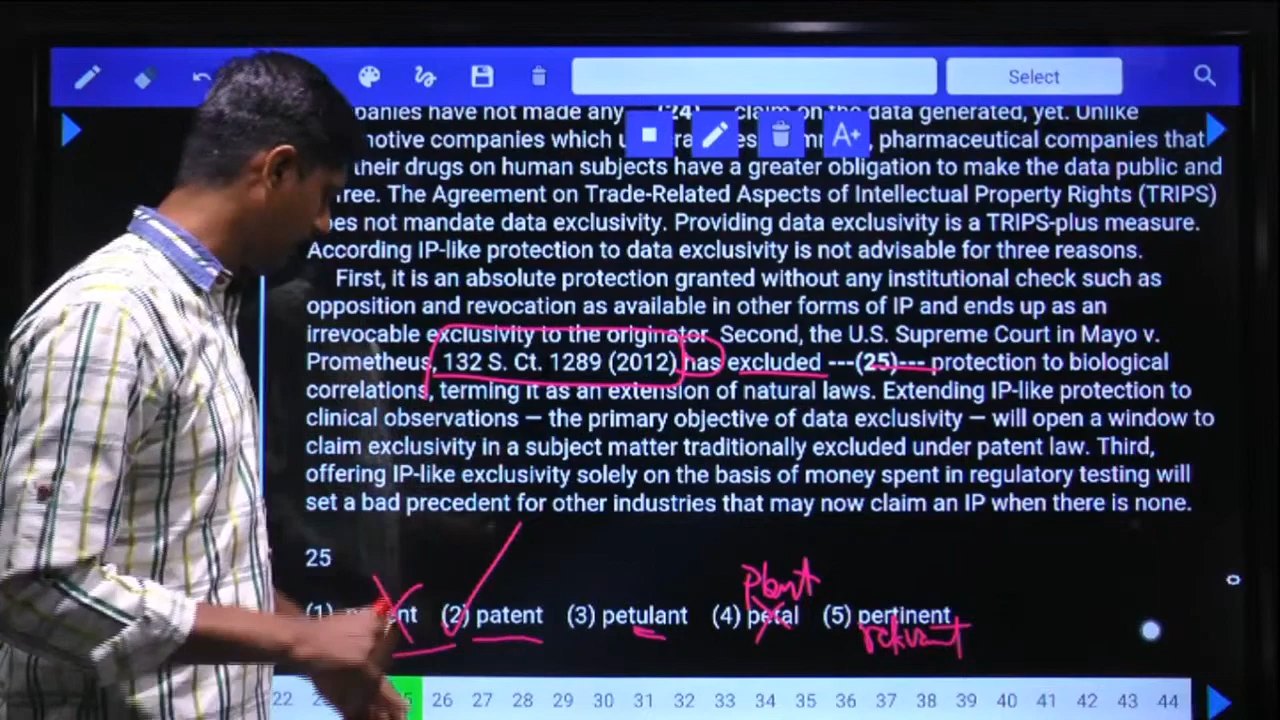 Select
have not made any ---(24)--- claim on the data generated, yet. Unlike
companies which, pharmaceutical companies that
their drugs on human subjects have a greater obligation to make the data public and
free. The Agreement on Trade-Related Aspects of Intellectual Property Rights (TRIPS)
does not mandate data exclusivity. Providing data exclusivity is a TRIPS-plus measure.
According IP-like protection to data exclusivity is not advisable for three reasons.
First, it is an absolute protection granted without any institutional check such as
opposition and revocation as available in other forms of IP and ends up as an
irrevocable exclusivity to the originator. Second, the U.S. Supreme Court in Mayo v.
Prometheus, 132 S. Ct. 1289 (2012), has excluded ---(25)--- protection to biological
correlations, terming it as an extension of natural laws. Extending IP-like protection to
clinical observations — the primary objective of data exclusivity — will open a window to
claim exclusivity in a subject matter traditionally excluded under patent law. Third,
offering IP-like exclusivity solely on the basis of money spent in regulatory testing will
set a bad precedent for other industries that may now claim an IP when there is none.
25
plant
(1) (2) patent (3) petulant (4) petal (5) pertinent
relevant
22 25 26 27 28 29 30 31 32 33 34 35 36 37 38 39 40 41 42 43 44